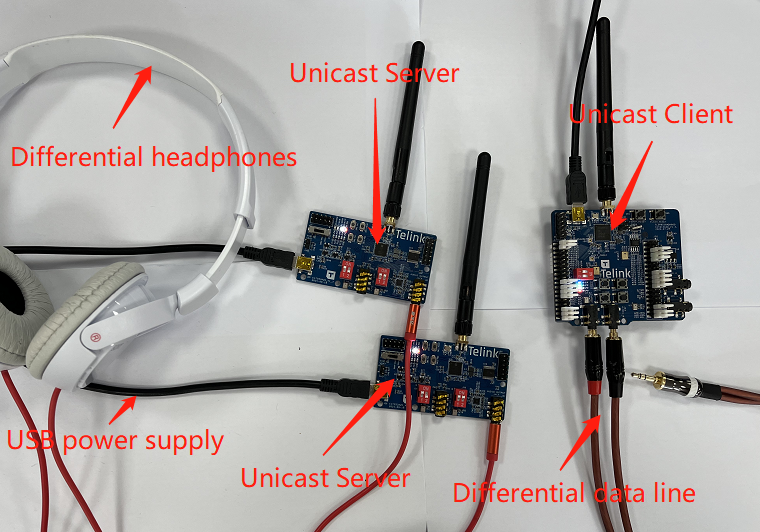 Unicast Server
Unicast Client
Differential headphones
Telink
T
Telink
Telink
USB power supply
Unicast Server
Differential data line